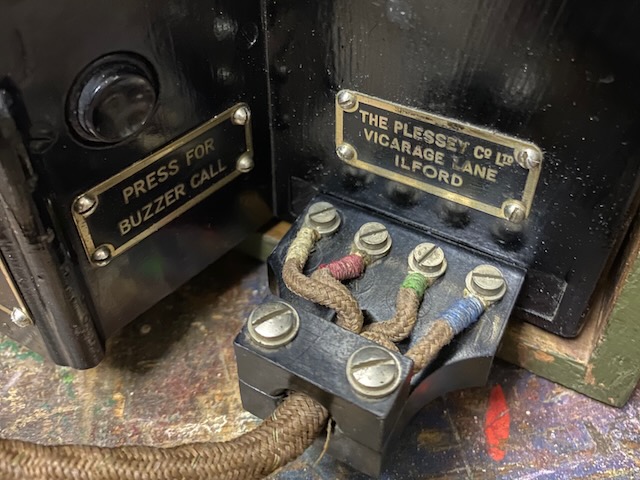 PRESS FOR
BUZZER CALL
THE PLESSEY CO LTD
VICARAGE LANE
ILFORD